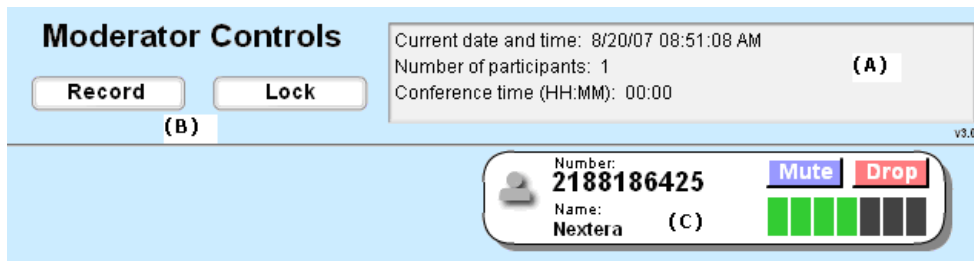 Moderator Controls
Record
Lock
(B)
Current date and time: 8/20/07 08:51:08 AM
Number of participants: 1
(A)
Conference time (HH:MM): 00:00
Number:
2188186425
Mute
Drop
Name:
Nextera
(C)